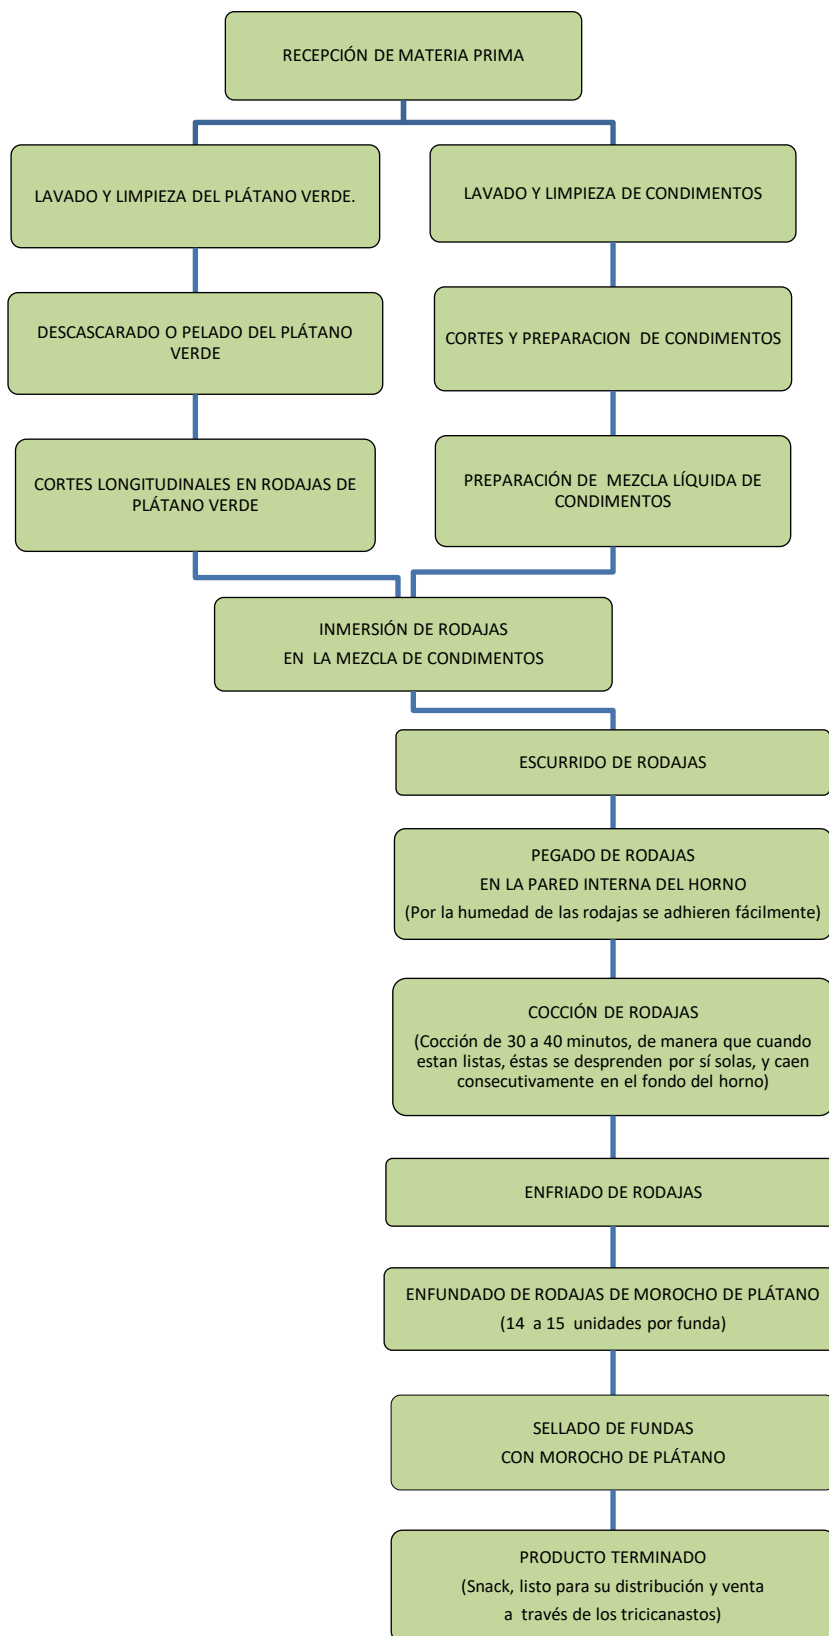 RECEPCIÓN DE MATERIA PRIMA
LAVADO Y LIMPIEZA DEL PLÁTANO VERDE.
LAVADO Y LIMPIEZA DE CONDIMENTOS
DESCASCARADO O PELADO DEL PLÁTANO
VERDE
CORTES Y PREPARACION DE CONDIMENTOS
CORTES LONGITUDINALES EN RODAJAS DE
PLÁTANO VERDE
PREPARACIÓN DE MEZCLA LÍQUIDA DE
CONDIMENTOS
INMERSIÓN DE RODAJAS
EN LA MEZCLA DE CONDIMENTOS
ESCURRIDO DE RODAJAS
PEGADO DE RODAJAS
EN LA PARED INTERNA DEL HORNO
(Por la humedad de las rodajas se adhieren fácilmente)
COCCIÓN DE RODAJAS
(Cocción de 30 a 40 minutos, de manera que cuando
estan listas, éstas se desprenden por sí solas, y caen
consecutivamente en el fondo del horno)
ENFRIADO DE RODAJAS
ENFUNDADO DE RODAJAS DE MOROCHO DE PLÁTANO
(14 a 15 unidades por funda)
SELLADO DE FUNDAS
CON MOROCHO DE PLÁTANO
PRODUCTO TERMINADO
(Snack, listo para su distribución y venta
a través de los tricicanastos)